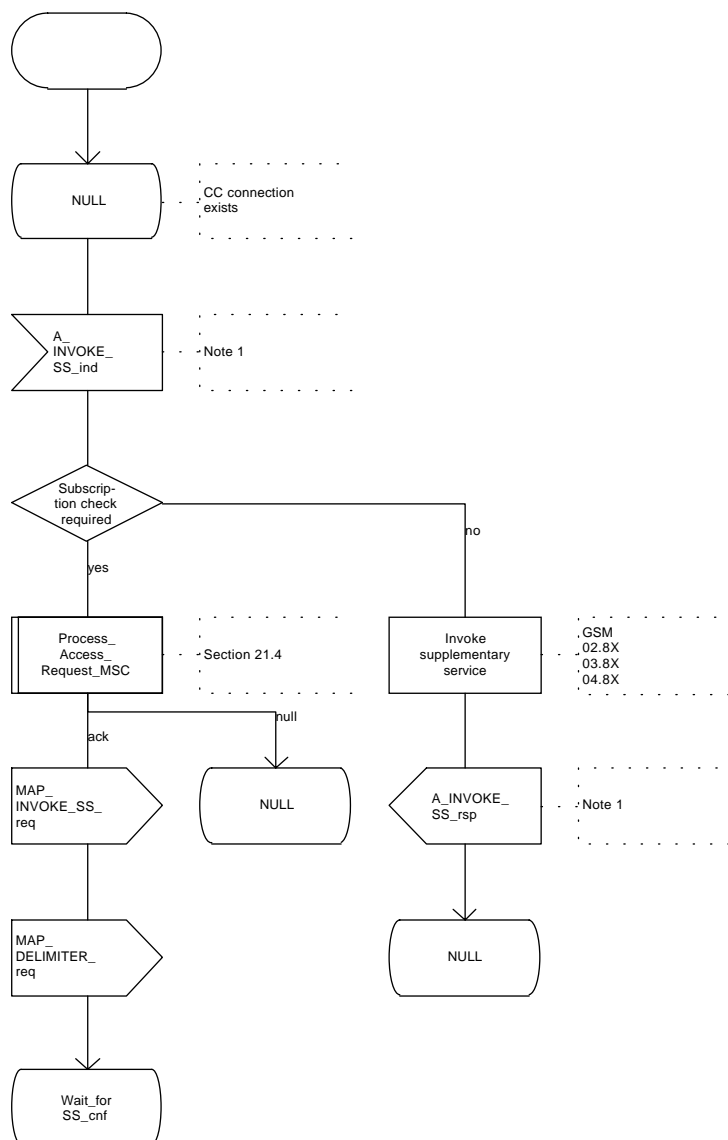 NULL
CC connection
exists
A_
INVOKE_
SS_ind
Note 1
Subscrip-
tion check
required
no
yes
Process_
Access_
Request_MSC
Section 21.4
Invoke
supplementary
service
GSM
02.8X
03.8X
04.8X
ack
null
MAP_
INVOKE_SS_
req
NULL
A_INVOKE_
SS_rsp
Note 1
MAP_
DELIMITER_
req
NULL
Wait_for
SS_cnf